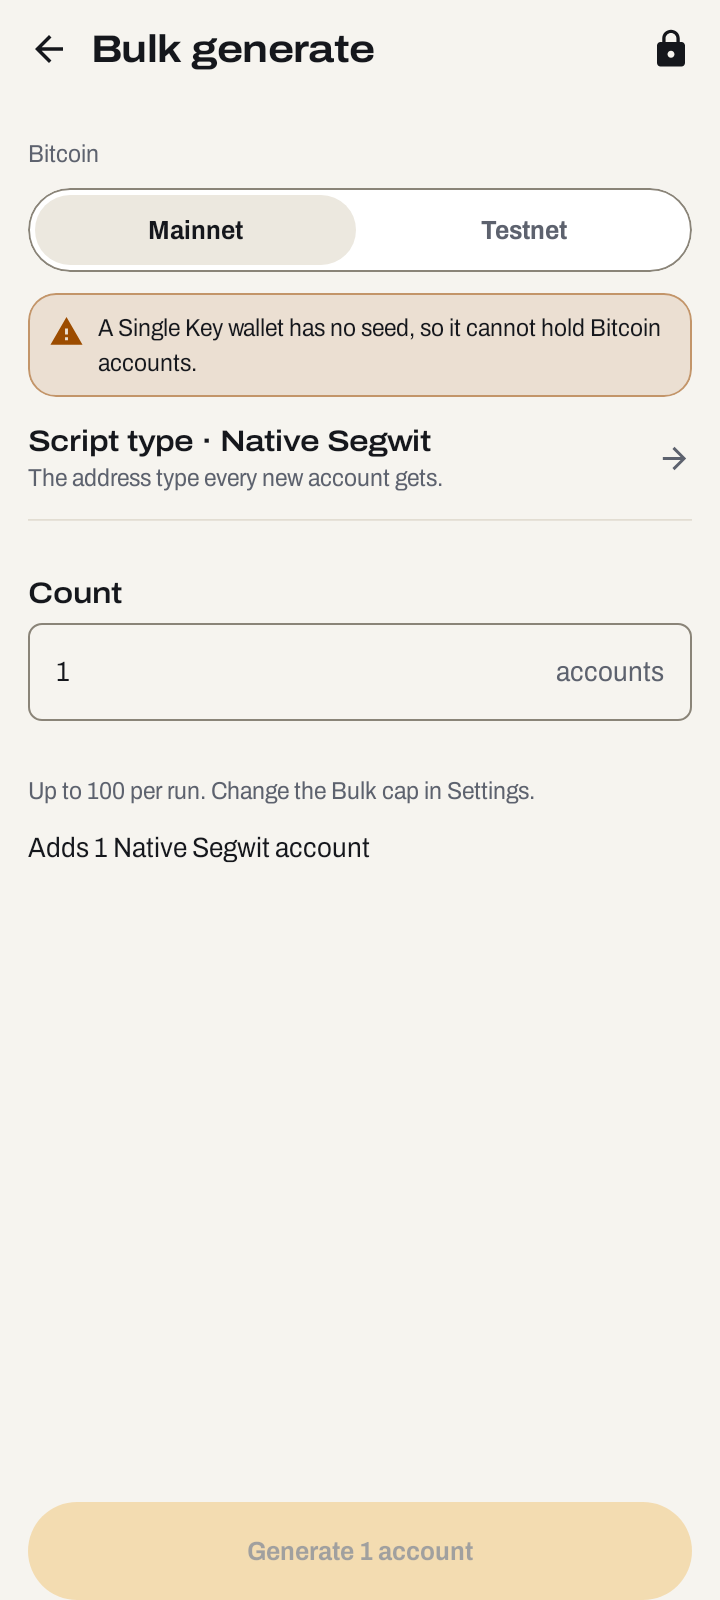 Bulk generate
Bitcoin
Mainnet
Testnet
A Single Key wallet has no seed, so it cannot hold Bitcoin
accounts.
Script type · Native Segwit
The address type every new account gets.
Count
1
accounts
Up to 100 per run. Change the Bulk cap in Settings.
Adds 1 Native Segwit account
Generate 1 account